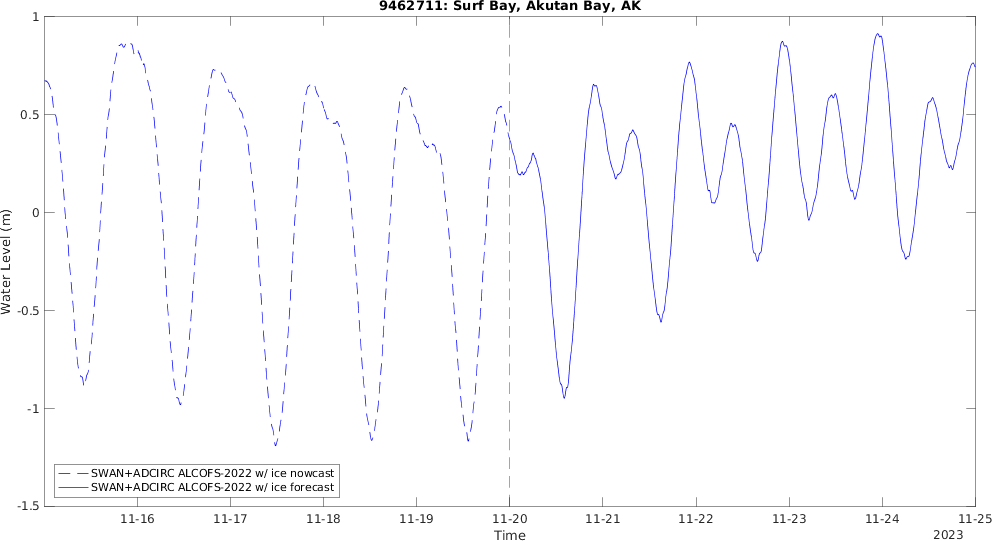 9462711: Surf Bay, Akutan Bay, AK
Water Level (m)
1
0.5
0
-0.5
-1
-1.5
SWAN+ADCIRC ALCOFS-2022 w/ ice nowcast
SWAN+ADCIRC ALCOFS-2022 w/ ice forecast
11-16 11-17 11-18 11-19 11-20 11-21 11-22 11-23 11-24 11-25
Time
2023